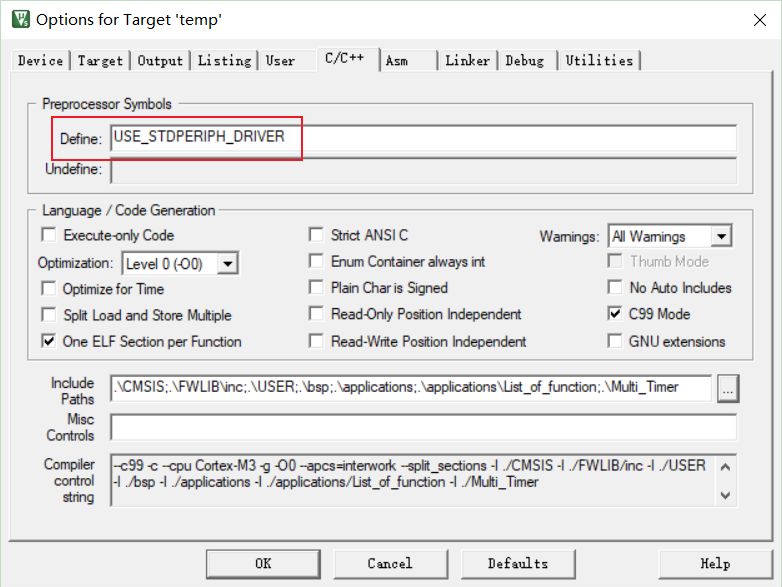 Options for Target 'temp'
Device Target Output Listing User C/C++ Asm Linker Debug Utilities
Preprocessor Symbols
Define: USE_STDPERIPH_DRIVER
Undefine:
Language / Code Generation
Execute-only Code Strict ANSI C Warnings: All Warnings
Optimization: Level 0 (-O0) Enum Container always int Thumb Mode
Optimize for Time Plain Char is Signed No Auto Includes
Split Load and Store Multiple Read-Only Position Independent C99 Mode
One ELF Section per Function Read-Write Position Independent GNU extensions
Include Paths .\CMSIS;.\FWLIB\inc;.\USER;.\bsp;.\applications;.\applications\List_of_function;.\Multi_Timer ...
Misc Controls
Compiler control string --c99 -c --cpu Cortex-M3 -g -O0 --apcs=interwork --split_sections -I ./CMSIS -I ./FWLIB/inc -I ./USER
-I ./bsp -I ./applications -I ./applications/List_of_function -I ./Multi_Timer
OK Cancel Defaults Help